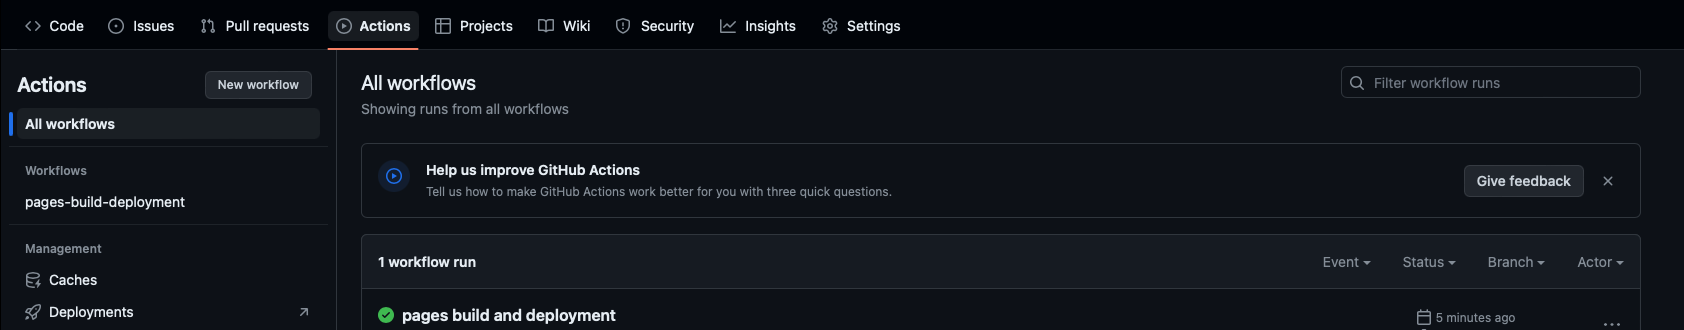 Code Issues Pull requests Actions Projects Wiki Security Insights Settings
Actions New workflow
All workflows
Workflows
pages-build-deployment
Management
Caches
Deployments
All workflows
Showing runs from all workflows
Filter workflow runs
Help us improve GitHub Actions
Tell us how to make GitHub Actions work better for you with three quick questions.
Give feedback
1 workflow run
Event Status Branch Actor
pages build and deployment
5 minutes ago